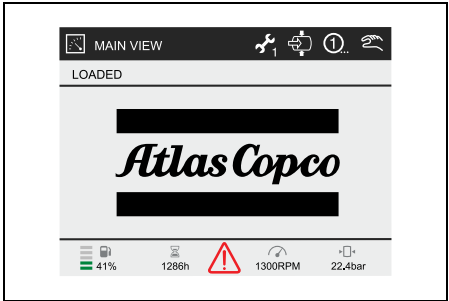 MAIN VIEW 1 1...
LOADED
Atlas Copco
41% 1286h 1300RPM 22.4bar